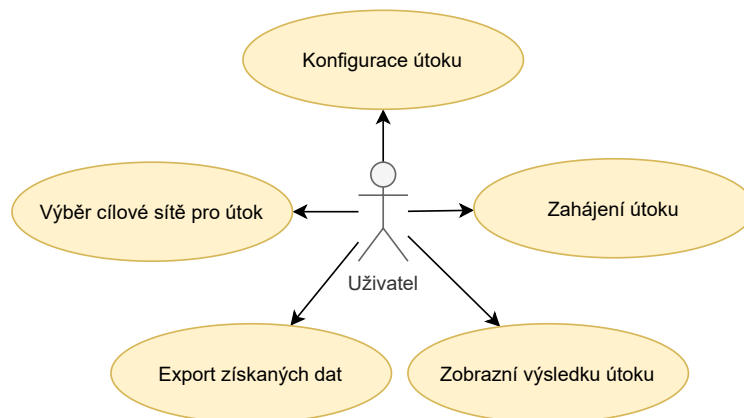 Konfigurace útoku
Výběr cílové sítě pro útok
Zahájení útoku
Uživatel
Export získaných dat
Zobrazní výsledku útoku